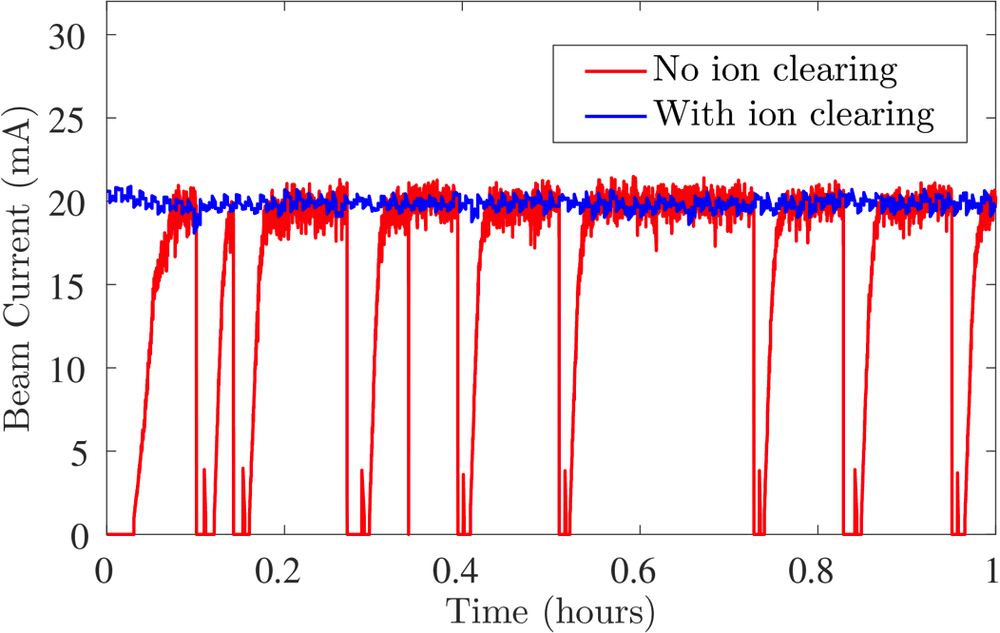 30
25
20
15
10
5
0
Beam Current (mA)
No ion clearing
With ion clearing
0 0.2 0.4 0.6 0.8 1
Time (hours)